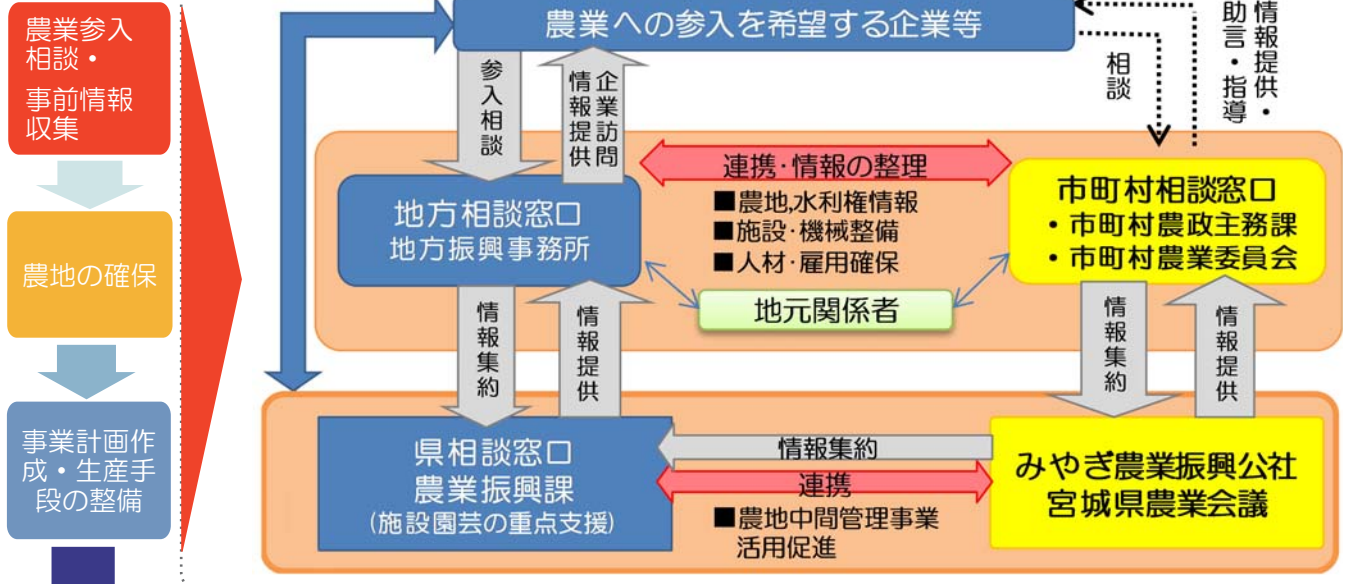 農業参入
相談・
事前情報
収集
農地の確保
事業計画作
成・生産手
段の整備
農業への参入を希望する企業等
参入相談
企業訪問
情報提供
相談
情報提供・
助言・指導
連携・情報の整理
■農地,水利権情報
■施設・機械整備
■人材・雇用確保
地方相談窓口
地方振興事務所
市町村相談窓口
・市町村農政主務課
・市町村農業委員会
地元関係者
情報集約
情報提供
情報集約
情報提供
県相談窓口
農業振興課
(施設園芸の重点支援)
情報集約
連携
■農地中間管理事業
活用促進
みやぎ農業振興公社
宮城県農業会議